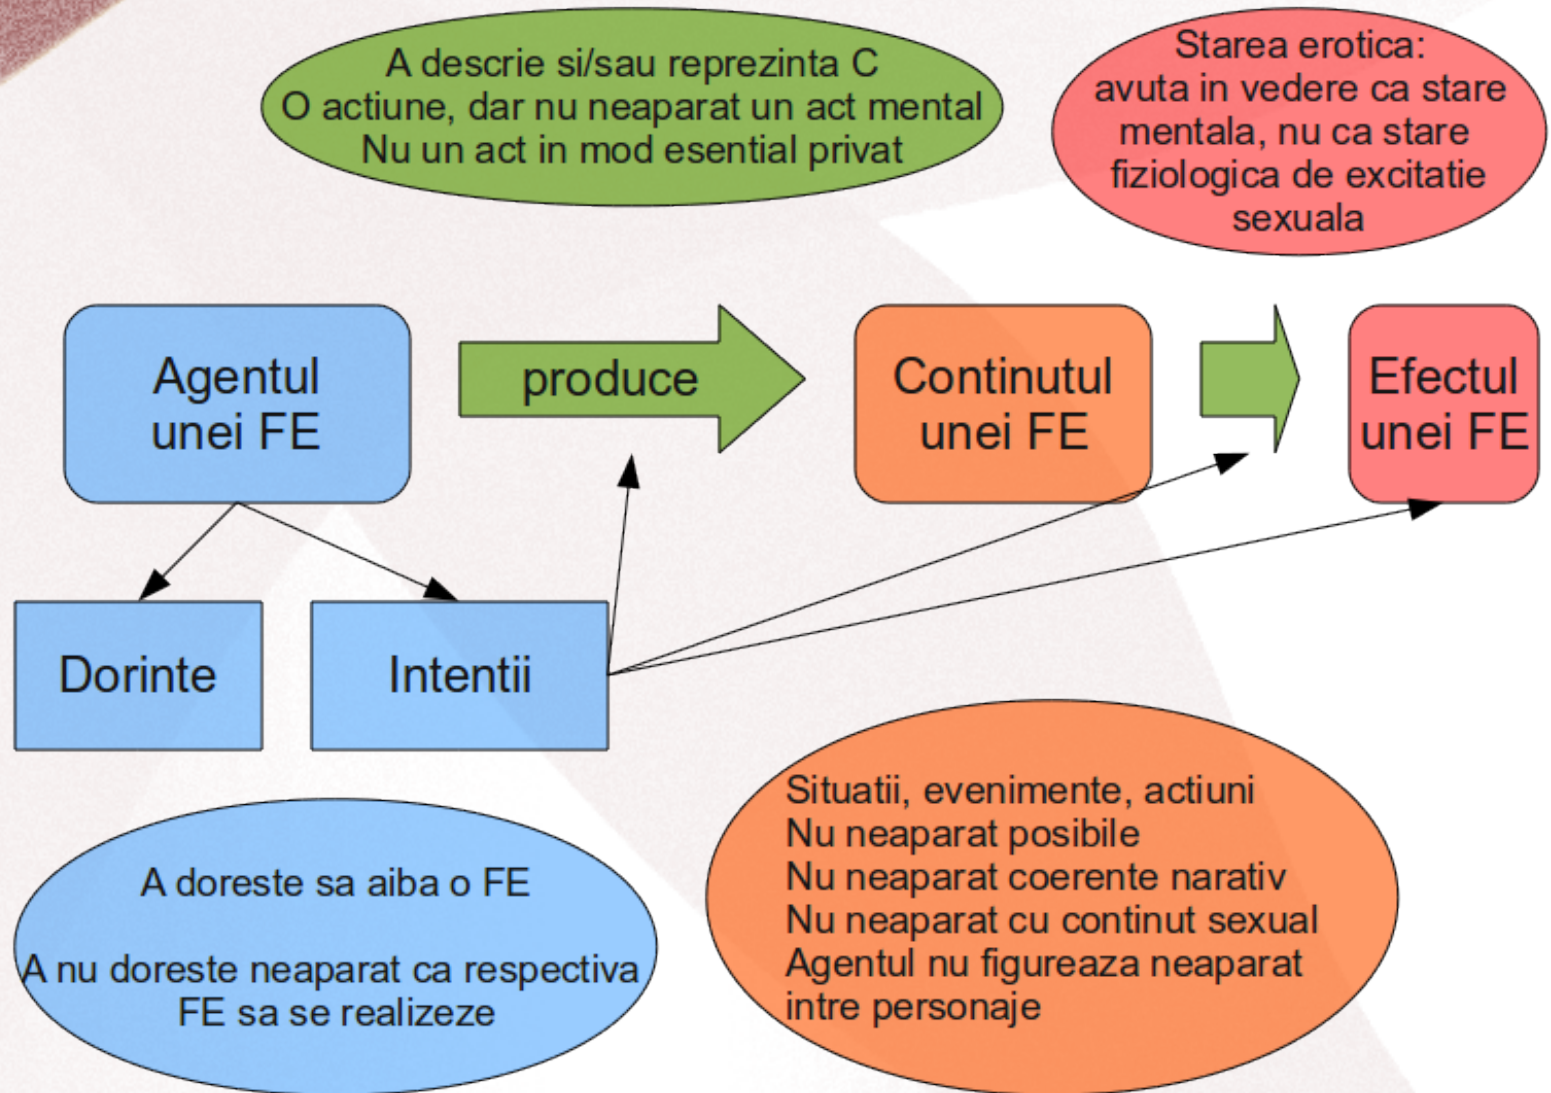 A descrie si/sau reprezinta C
O actiune, dar nu neaparat un act mental
Nu un act in mod esential privat
Starea erotica:
avuta in vedere ca stare
mentala, nu ca stare
fiziologica de excitatie
sexuala
Agentul
unei FE
produce
Continutul
unei FE
Efectul
unei FE
Dorinte
Intentii
A doreste sa aiba o FE
A nu doreste neaparat ca respectiva
FE sa se realizeze
Situatii, evenimente, actiuni
Nu neaparat posibile
Nu neaparat coerente narativ
Nu neaparat cu continut sexual
Agentul nu figureaza neaparat
intre personaje